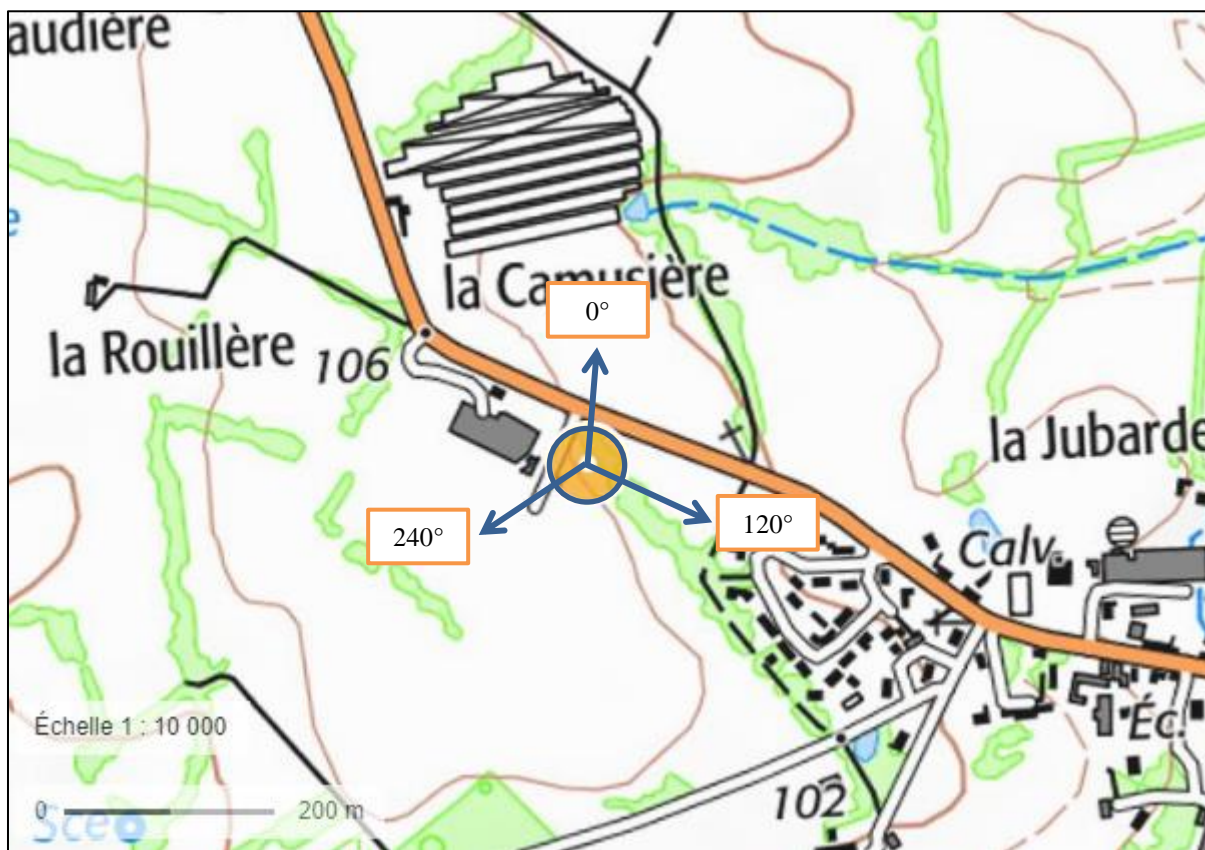 audière
la Camusière
0°
la Rouillère
106
la Jubarde
240°
120°
Calv.
Échelle 1 : 10 000
Éc.
0
200 m
102
Sce